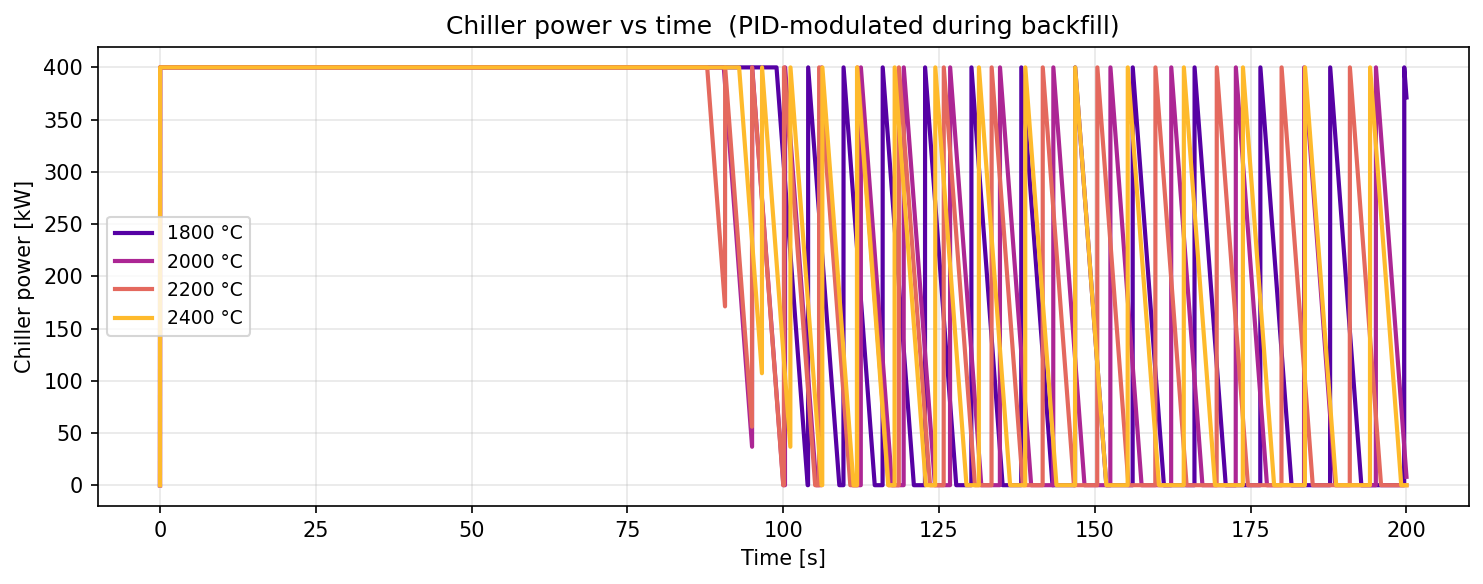 Chiller power vs time  (PID-modulated during backfill)
Chiller power [kW]
400
350
300
250
200
150
100
50
0
1800 °C
2000 °C
2200 °C
2400 °C
0 25 50 75 100 125 150 175 200
Time [s]